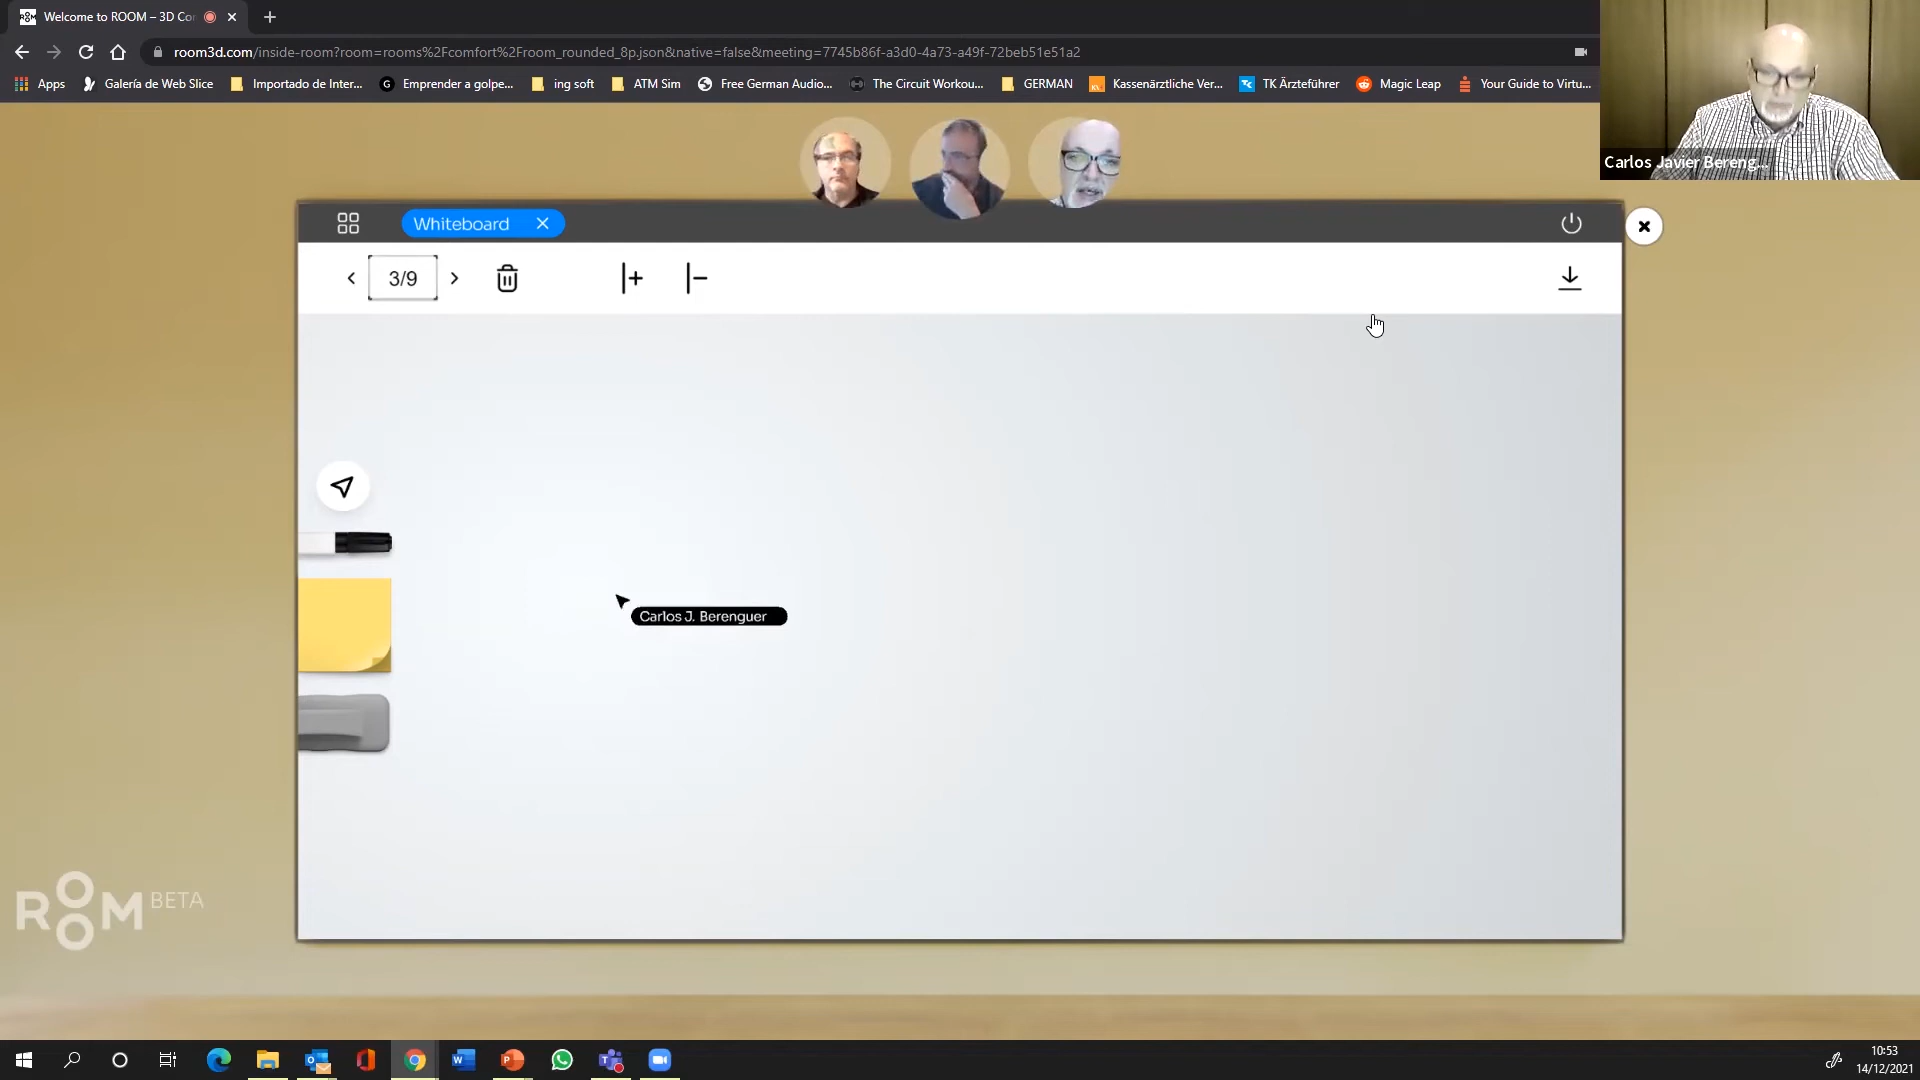 Welcome to ROOM – 3D Co
room3d.com/inside-room?room=rooms%2Fcomfort%2Froom_rounded_8p.json&native=false&meeting=7745b86f-a3d0-4a73-a49f-72beb51e51a2
Apps
Galería de Web Slice
Importado de Inter...
Emprender a golpe...
ing soft
ATM Sim
Free German Audio...
The Circuit Workou...
GERMAN
Kassenärztliche Ver...
TK Ärzteführer
Magic Leap
Your Guide to Virtu...
Carlos Javier Bereng...
Whiteboard
3/9
Carlos J. Berenguer
ROOM BETA
10:53
14/12/2021